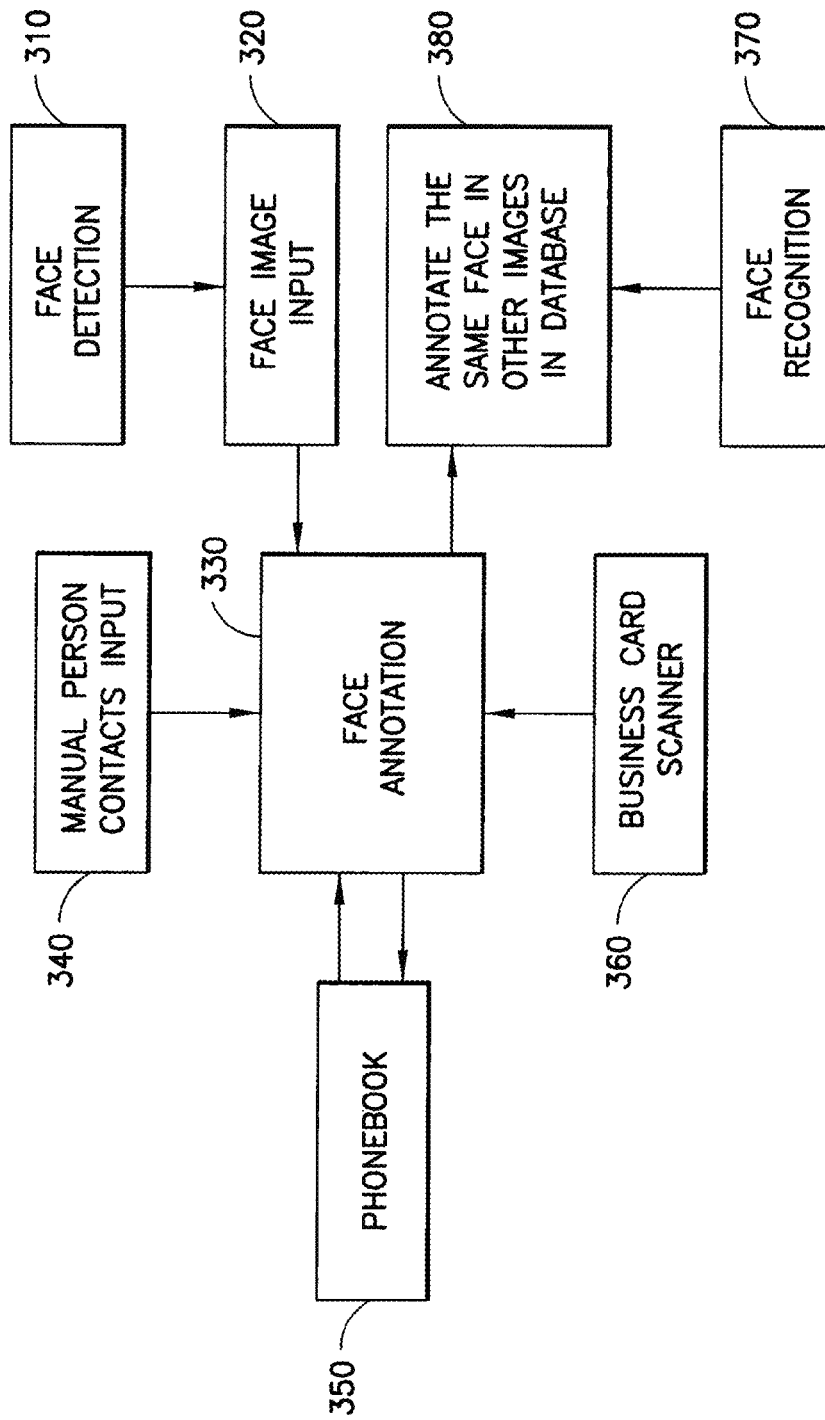 FACE
DETECTION
310
FACE IMAGE
INPUT
320
MANUAL PERSON
CONTACTS INPUT
340
FACE
ANNOTATION
330
PHONEBOOK
350
BUSINESS CARD
SCANNER
360
ANNOTATE THE
SAME FACE IN
OTHER IMAGES
IN DATABASE
380
FACE
RECOGNITION
370